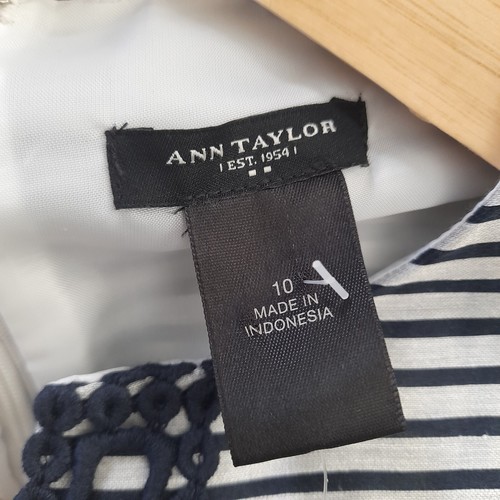 ANN TAYLOR
EST. 1954
10
MADE IN
INDONESIA